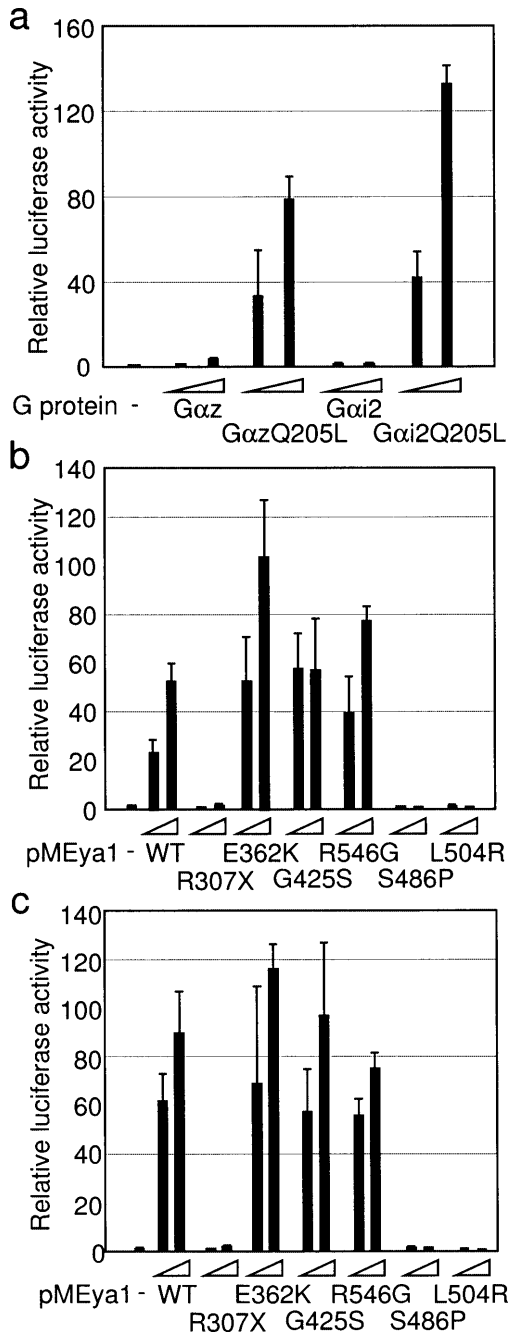 a
Relative luciferase activity
160
120
80
40
0
G protein - Gαz Gαi2
GαzQ205L Gαi2Q205L
b
Relative luciferase activity
140
120
100
80
60
40
20
0
pMEya1 - WT E362K R546G L504R
R307X G425S S486P
c
Relative luciferase activity
140
120
100
80
60
40
20
0
pMEya1 - WT E362K R546G L504R
R307X G425S S486P